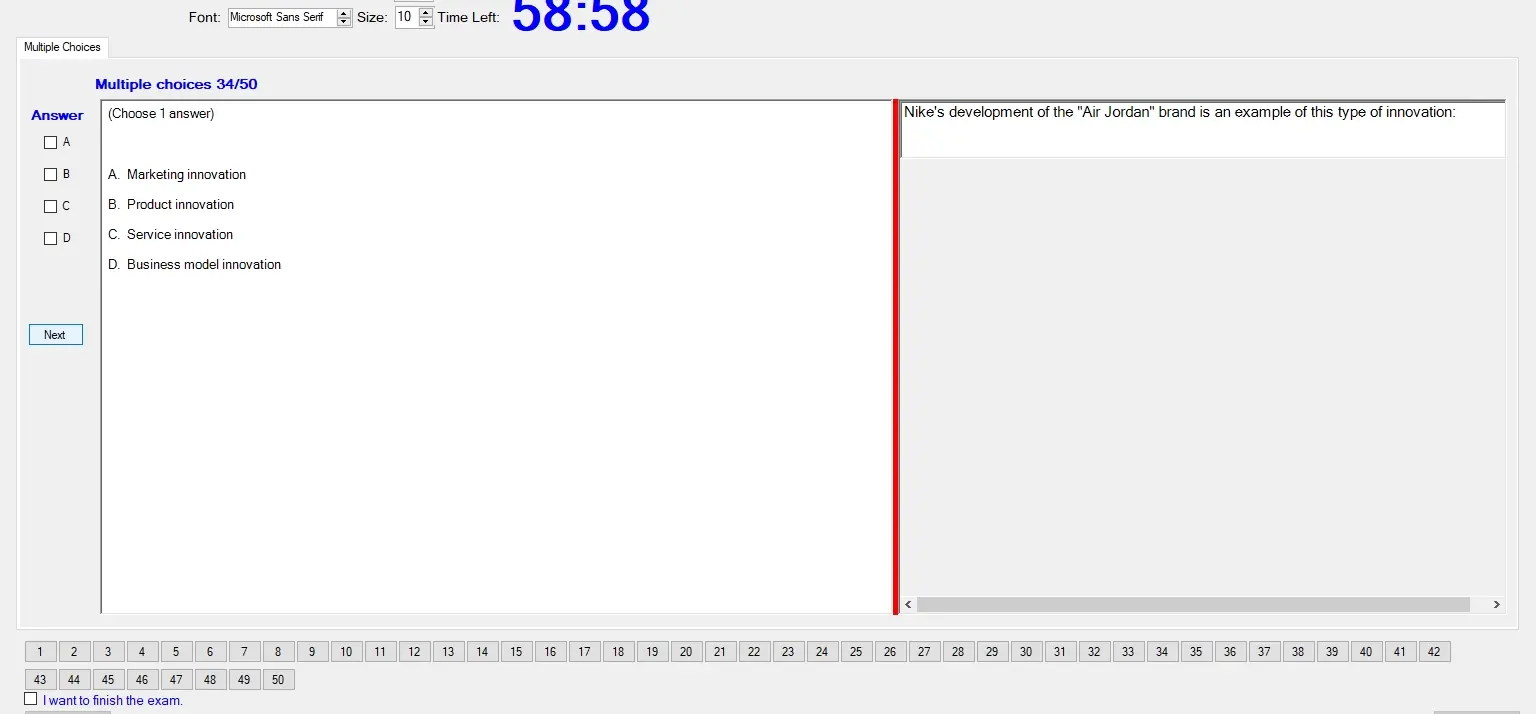 Font: Microsoft Sans Serif Size: 10 Time Left: 58:58
Multiple Choices
Multiple choices 34/50
Answer
A
B
C
D
Next
(Choose 1 answer)
A. Marketing innovation
B. Product innovation
C. Service innovation
D. Business model innovation
Nike's development of the "Air Jordan" brand is an example of this type of innovation:
1 2 3 4 5 6 7 8 9 10 11 12 13 14 15 16 17 18 19 20 21 22 23 24 25 26 27 28 29 30 31 32 33 34 35 36 37 38 39 40 41 42
43 44 45 46 47 48 49 50
I want to finish the exam.